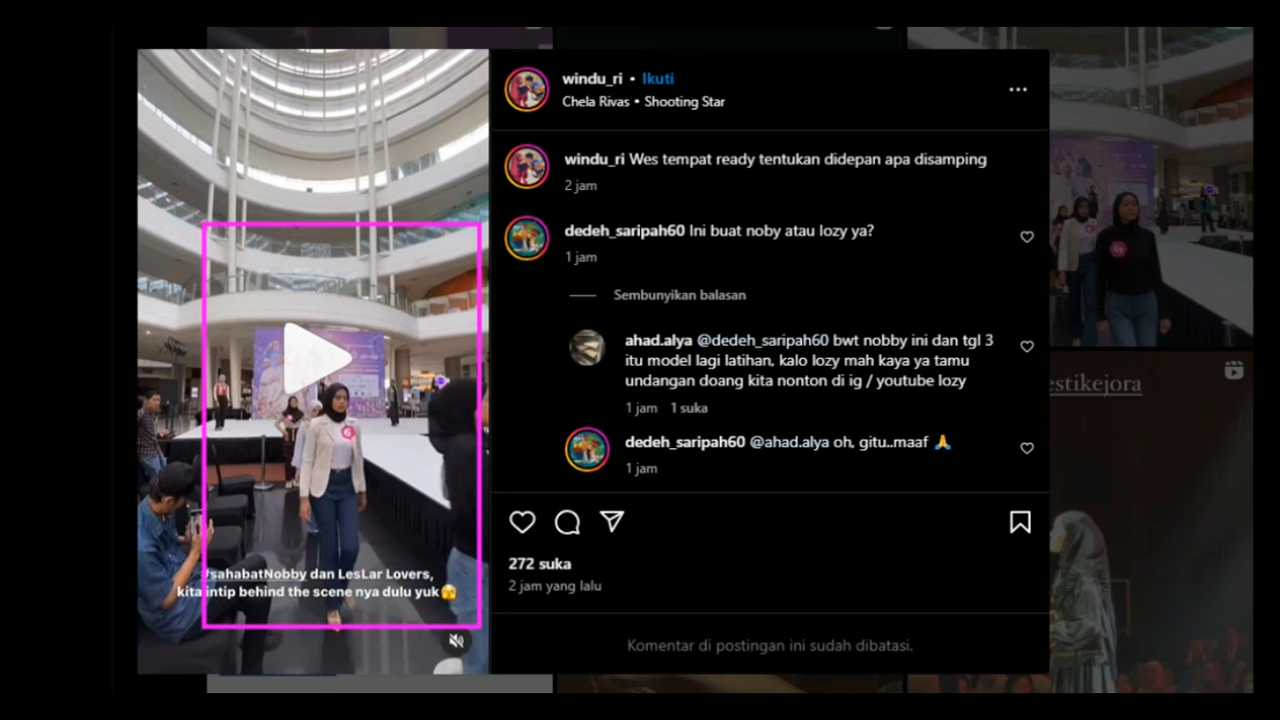 windu_ri • Ikuti
Chela Rivas • Shooting Star
windu_ri Wes tempat ready tentukan didepan apa disamping
2 jam
dedeh_saripah60 Ini buat noby atau lozy ya?
1 jam
Sembunyikan balasan
ahad.alya @dedeh_saripah60 bwt nobby ini dan tgl 3
itu model lagi latihan, kalo lozy mah kaya ya tamu
undangan doang kita nonton di ig / youtube lozy
1 jam 1 suka
dedeh_saripah60 @ahad.alya oh, gitu..maaf 🙏
1 jam
272 suka
2 jam yang lalu
Komentar di postingan ini sudah dibatasi.
#sahabatNobby dan LesLar Lovers,
kita intip behind the scene nya dulu yuk🫣
6
estikejora